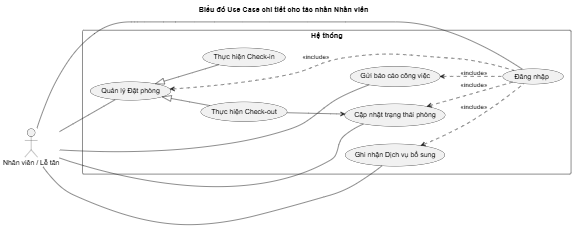 Biểu đồ Use Case chi tiết cho tác nhân Nhân viên
Hệ thống
Thực hiện Check-in
«include»
Gửi báo cáo công việc
«include»
Đăng nhập
Quản lý Đặt phòng
«include»
Thực hiện Check-out
Cập nhật trạng thái phòng
«include»
Ghi nhận Dịch vụ bổ sung
Nhân viên / Lễ tân